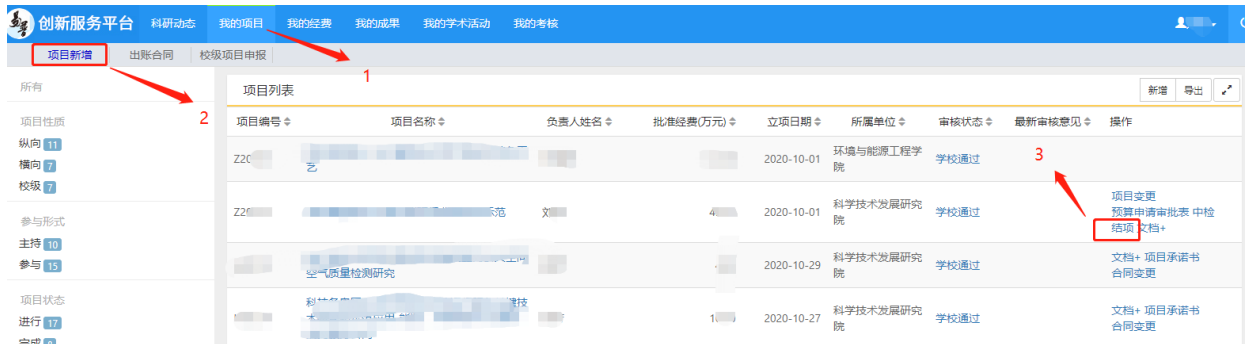 创新服务平台 科研动态 我的项目 我的经费 我的成果 我的学术活动 我的考核
项目新增 出账合同 校级项目申报
1
2
3
所有
项目性质
纵向 11
横向 7
校级 7
参与形式
主持 10
参与 15
项目状态
进行 17
项目列表 新增 导出
项目编号 项目名称 负责人姓名 批准经费(万元) 立项日期 所属单位 审核状态 最新审核意见 操作
Z20 艺 2020-10-01 环境与能源工程学院 学校通过
范 2020-10-01 科学技术发展研究院 学校通过 项目变更
预算申请审批表 中检
结项 文档+
空气质量检测研究 2020-10-29 科学技术发展研究院 学校通过 文档+ 项目承诺书
合同变更
2020-10-27 科学技术发展研究院 学校通过 文档+ 项目承诺书
合同变更